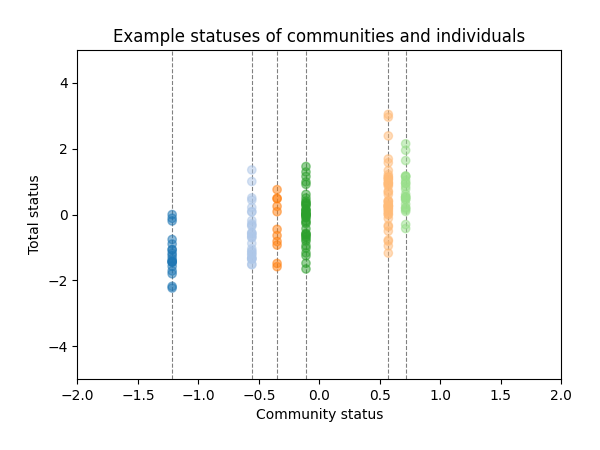 Example statuses of communities and individuals
4
2
0
−2
−4
Total status
−2.0 −1.5 −1.0 −0.5 0.0 0.5 1.0 1.5 2.0
Community status